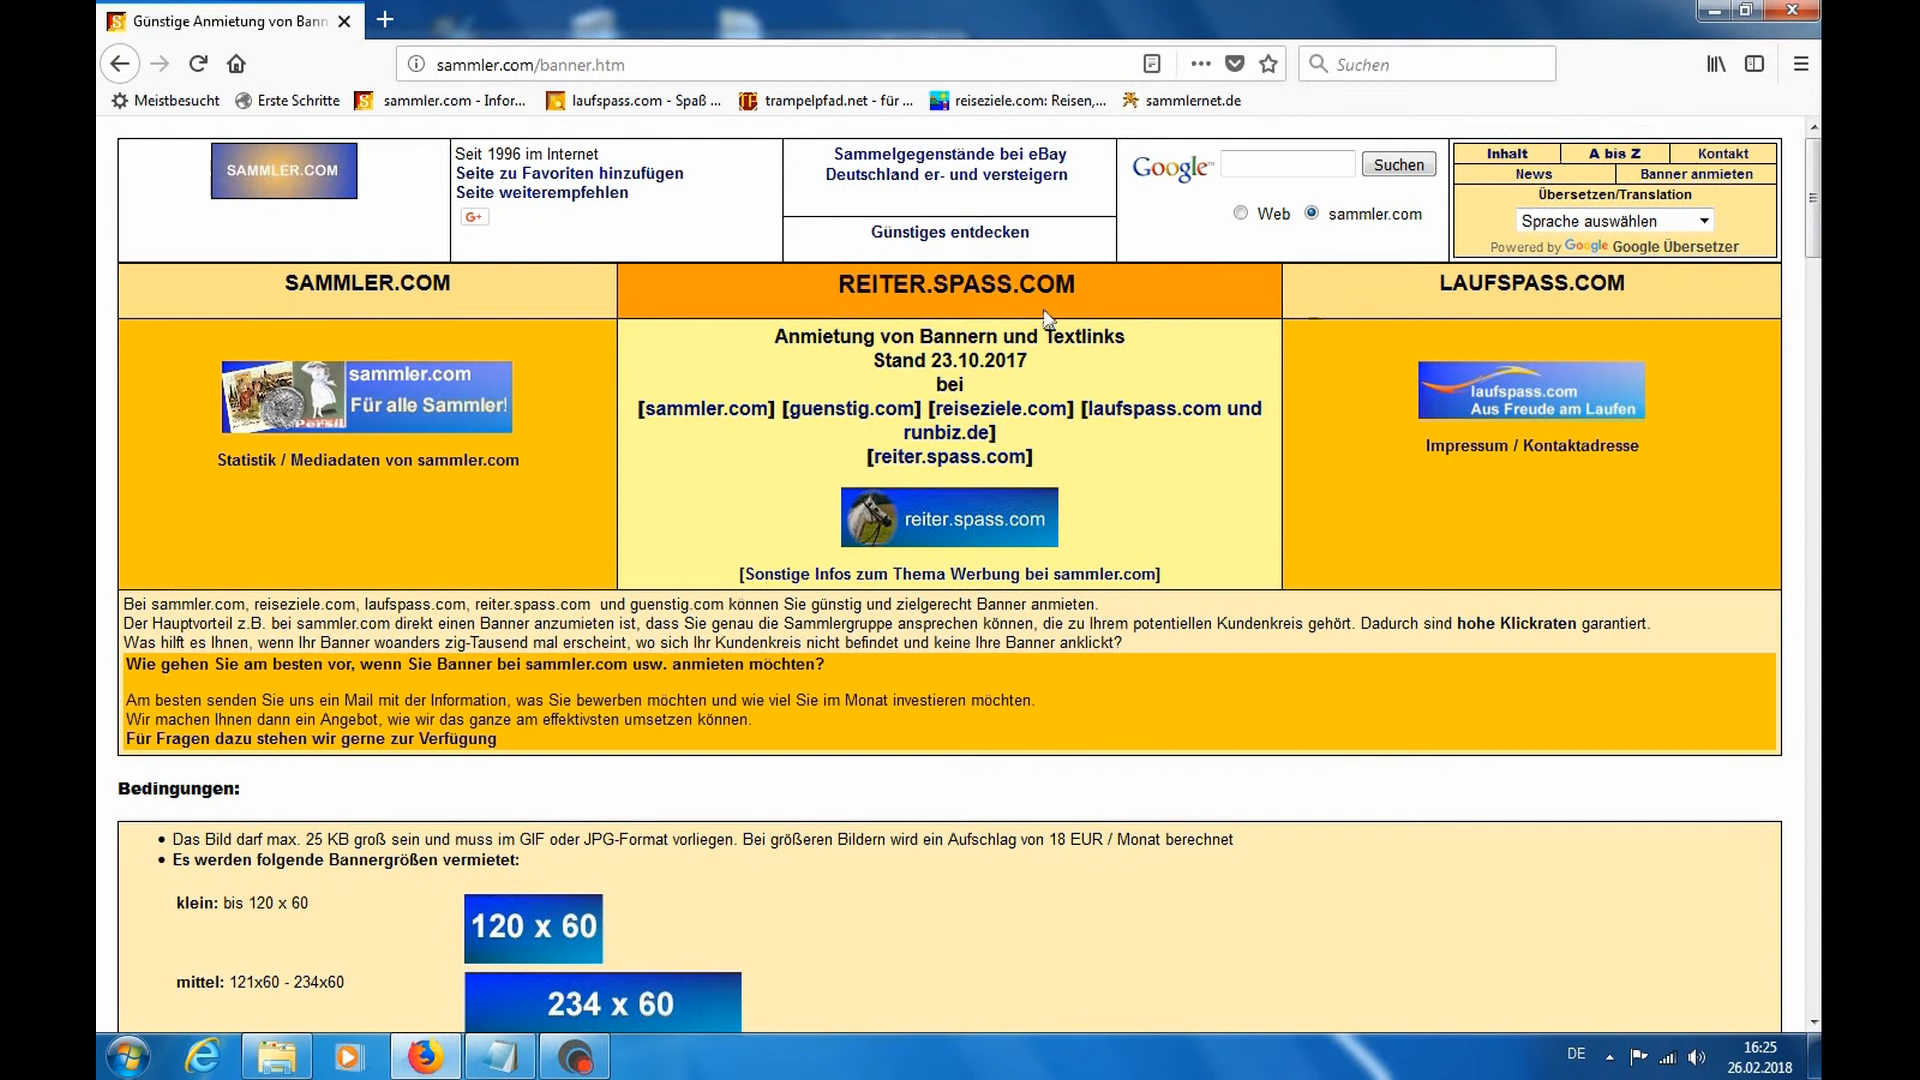 Günstige Anmietung von Bann
sammler.com/banner.htm
Suchen
Meistbesucht
Erste Schritte
sammler.com - Infor...
laufspass.com - Spaß ...
trampelpfad.net - für ...
reiseziele.com: Reisen,...
sammlernet.de
SAMMLER.COM
Seit 1996 im Internet
Seite zu Favoriten hinzufügen
Seite weiterempfehlen
G+
Sammelgegenstände bei eBay
Deutschland er- und versteigern
Günstiges entdecken
Google™
Suchen
Web
sammler.com
Inhalt
A bis Z
Kontakt
News
Banner anmieten
Übersetzen/Translation
Sprache auswählen
Powered by Google Google Übersetzer
SAMMLER.COM
REITER.SPASS.COM
LAUFSPASS.COM
sammler.com
Für alle Sammler!
Persil
Statistik / Mediadaten von sammler.com
Anmietung von Bannern und Textlinks
Stand 23.10.2017
bei
[sammler.com] [guenstig.com] [reiseziele.com] [laufspass.com und
runbiz.de]
[reiter.spass.com]
reiter.spass.com
[Sonstige Infos zum Thema Werbung bei sammler.com]
laufspass.com
Aus Freude am Laufen
Impressum / Kontaktadresse
Bei sammler.com, reiseziele.com, laufspass.com, reiter.spass.com und guenstig.com können Sie günstig und zielgerecht Banner anmieten.
Der Hauptvorteil z.B. bei sammler.com direkt einen Banner anzumieten ist, dass Sie genau die Sammlergruppe ansprechen können, die zu Ihrem potentiellen Kundenkreis gehört. Dadurch sind hohe Klickraten garantiert.
Was hilft es Ihnen, wenn Ihr Banner woanders zig-Tausend mal erscheint, wo sich Ihr Kundenkreis nicht befindet und keine Ihre Banner anklickt?
Wie gehen Sie am besten vor, wenn Sie Banner bei sammler.com usw. anmieten möchten?
Am besten senden Sie uns ein Mail mit der Information, was Sie bewerben möchten und wie viel Sie im Monat investieren möchten.
Wir machen Ihnen dann ein Angebot, wie wir das ganze am effektivsten umsetzen können.
Für Fragen dazu stehen wir gerne zur Verfügung
Bedingungen:
Das Bild darf max. 25 KB groß sein und muss im GIF oder JPG-Format vorliegen. Bei größeren Bildern wird ein Aufschlag von 18 EUR / Monat berechnet
Es werden folgende Bannergrößen vermietet:
klein: bis 120 x 60
120 x 60
mittel: 121x60 - 234x60
234 x 60
DE
16:25
26.02.2018